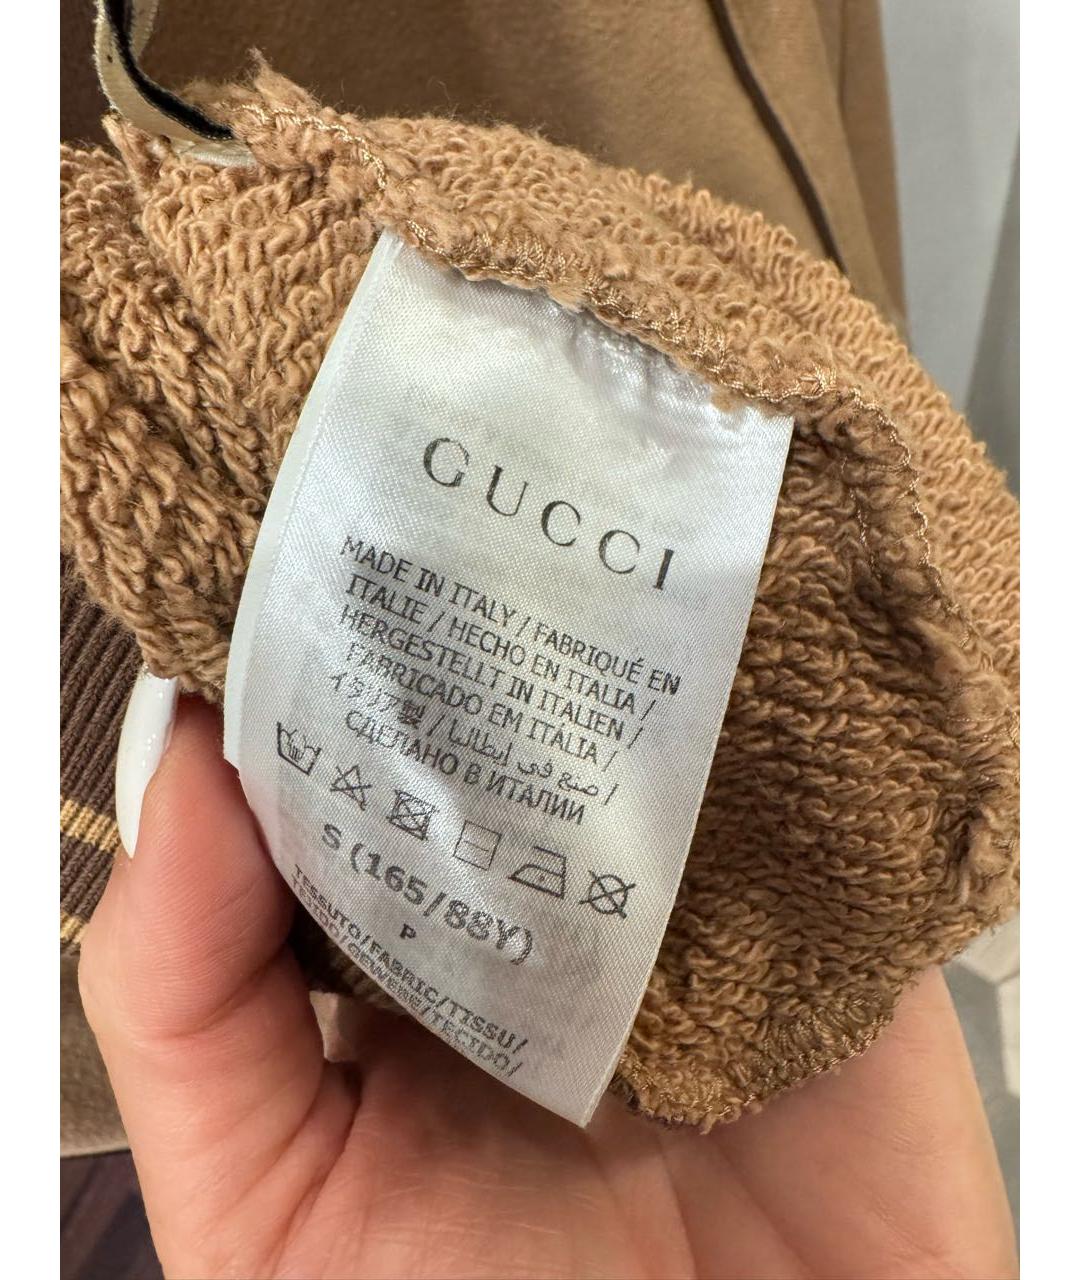 GUCCI
MADE IN ITALY / FABRIQUÉ EN
ITALIE / HECHO EN ITALIA /
HERGESTELLT IN ITALIEN /
FABRICADO EM ITALIA /
イタリア製 / صنع في إيطاليا /
СДЕЛАНО В ИТАЛИИ
S (165/88Y)
P
TESSUTO/FABRIC/TISSU/
TEJIDO/GEWEBE/TECIDO/